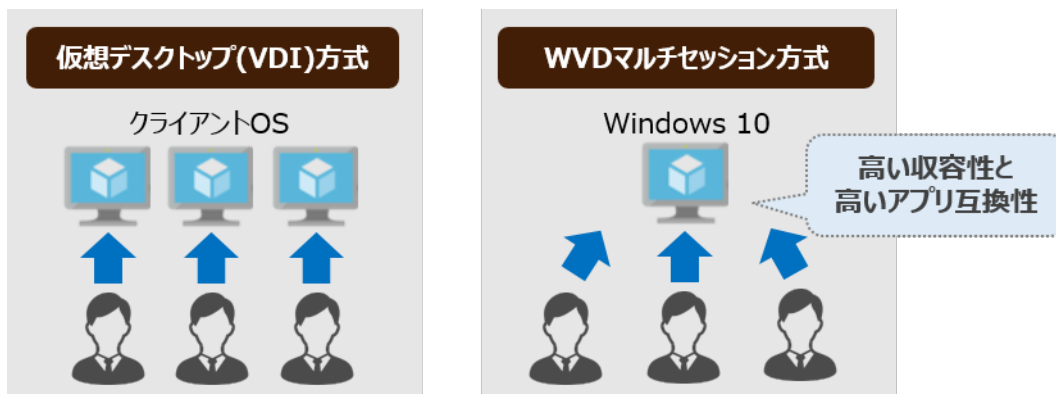 仮想デスクトップ(VDI)方式
クライアントOS
WVDマルチセッション方式
Windows 10
高い収容性と
高いアプリ互換性